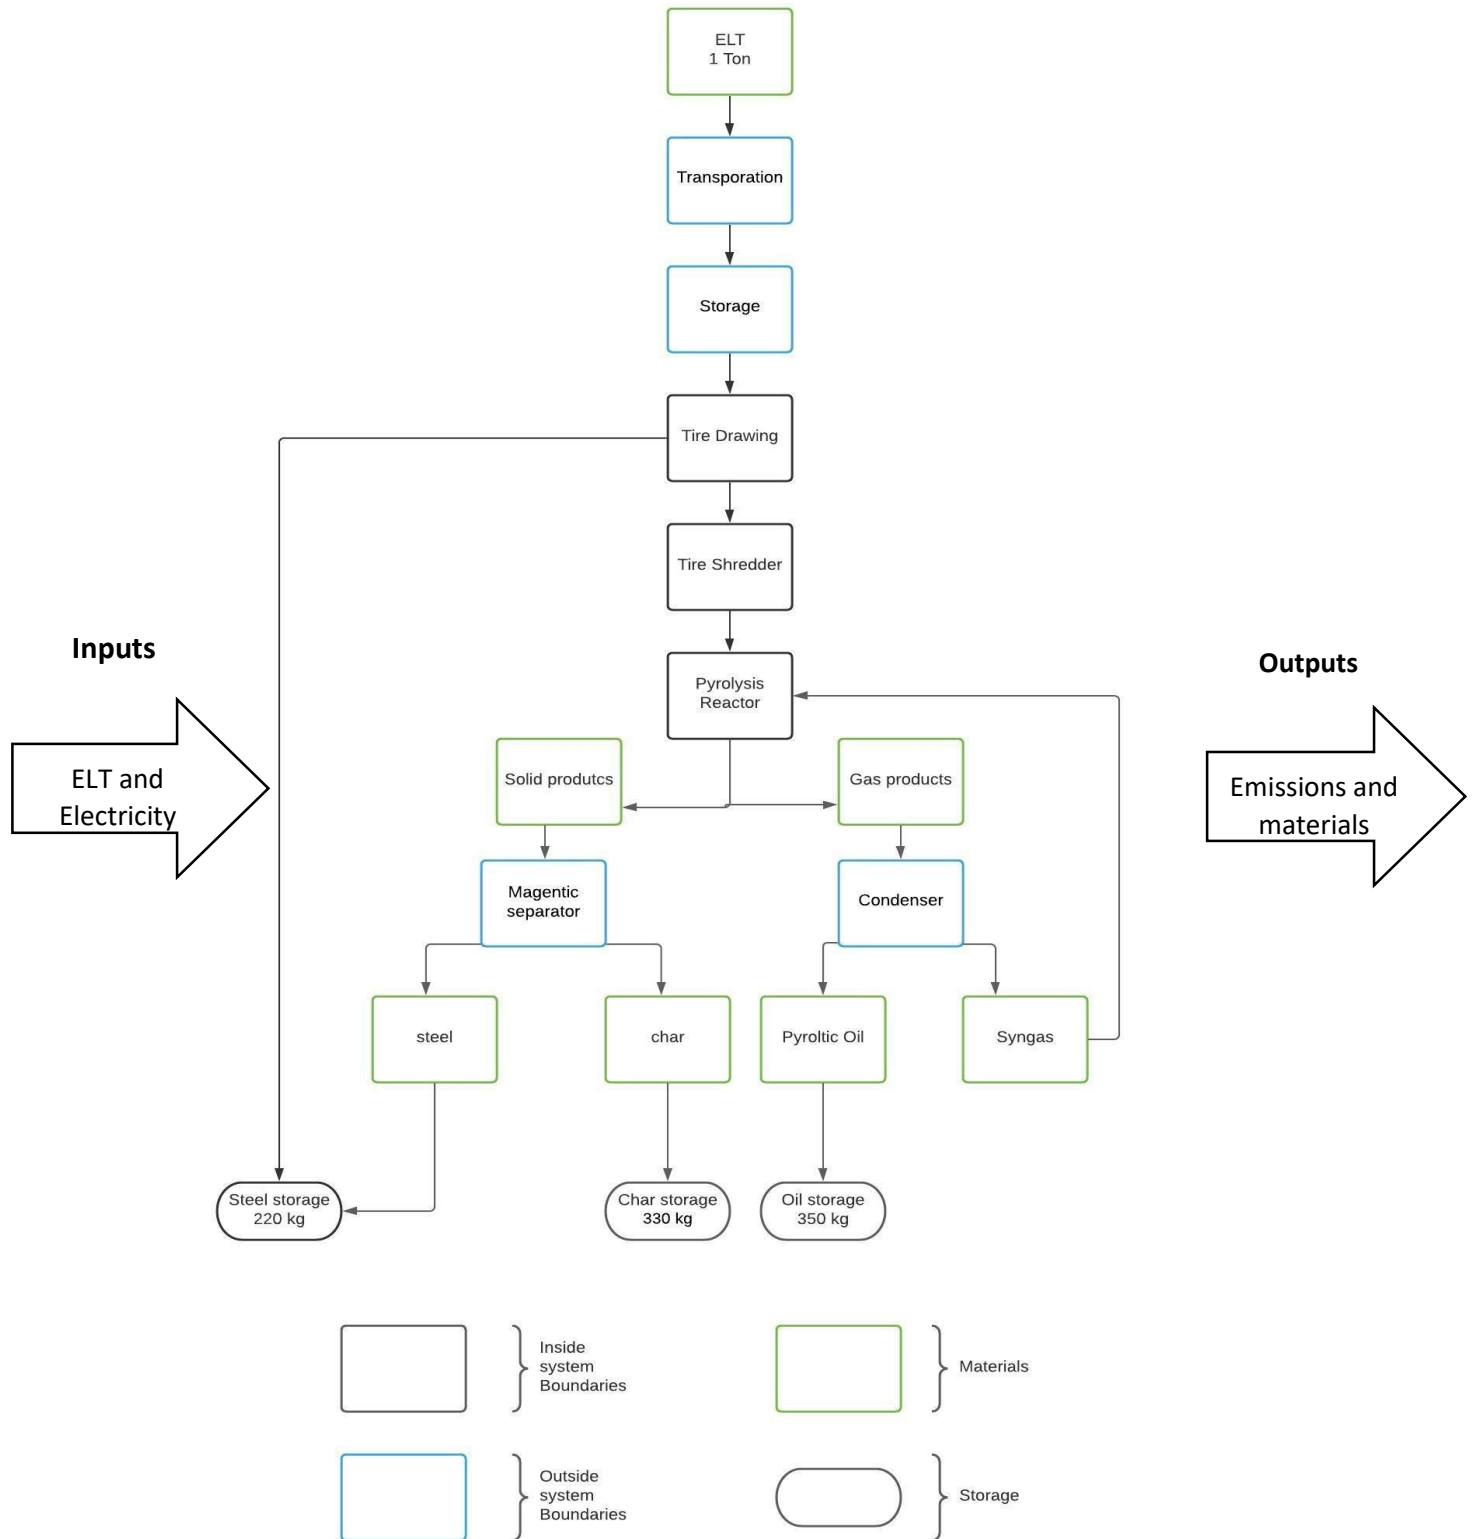 ELT
1 Ton
Transporation
Storage
Tire Drawing
Tire Shredder
Pyrolysis
Reactor
Inputs
ELT and
Electricity
Outputs
Emissions and
materials
Solid produtcs
Gas products
Magentic
separator
Condenser
steel
char
Pyroltic Oil
Syngas
Steel storage
220 kg
Char storage
330 kg
Oil storage
350 kg
Inside
system
Boundaries
Materials
Outside
system
Boundaries
Storage